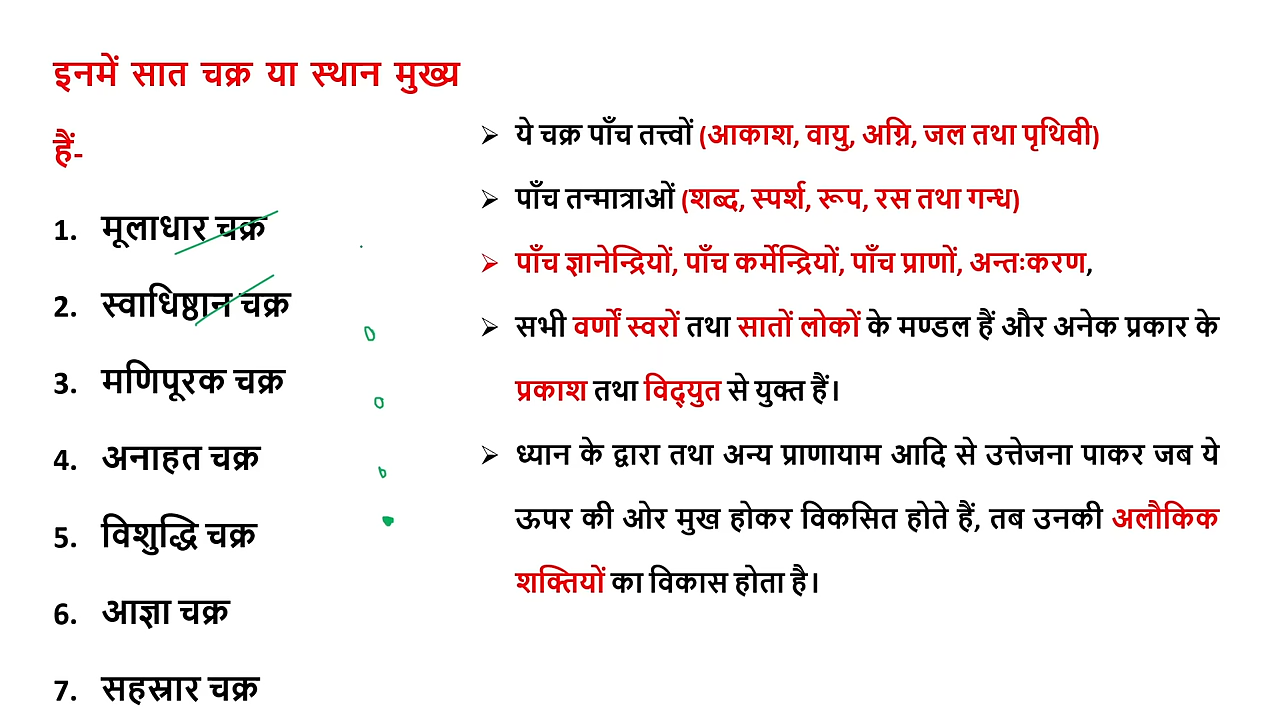 इनमें सात चक्र या स्थान मुख्य
हैं-
1. मूलाधार चक्र
2. स्वाधिष्ठान चक्र
3. मणिपूरक चक्र
4. अनाहत चक्र
5. विशुद्धि चक्र
6. आज्ञा चक्र
7. सहस्रार चक्र
➢ ये चक्र पाँच तत्त्वों (आकाश, वायु, अग्नि, जल तथा पृथिवी)
➢ पाँच तन्मात्राओं (शब्द, स्पर्श, रूप, रस तथा गन्ध)
➢ पाँच ज्ञानेन्द्रियों, पाँच कर्मेन्द्रियों, पाँच प्राणों, अन्तःकरण,
➢ सभी वर्णों स्वरों तथा सातों लोकों के मण्डल हैं और अनेक प्रकार के
प्रकाश तथा विद्‌युत से युक्त हैं।
➢ ध्यान के द्वारा तथा अन्य प्राणायाम आदि से उत्तेजना पाकर जब ये
ऊपर की ओर मुख होकर विकसित होते हैं, तब उनकी अलौकिक
शक्तियों का विकास होता है।